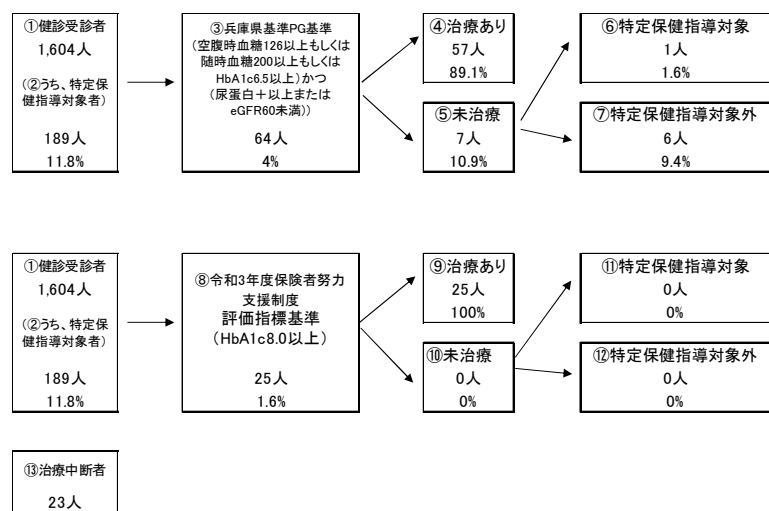 ①健診受診者
1,604人
(②うち、特定保
健指導対象者)
189人
11.8%
③兵庫県基準PG基準
(空腹時血糖126以上もしくは
随時血糖200以上もしくは
HbA1c6.5以上)かつ
(尿蛋白+以上または
eGFR60未満))
64人
4%
④治療あり
57人
89.1%
⑤未治療
7人
10.9%
⑥特定保健指導対象
1人
1.6%
⑦特定保健指導対象外
6人
9.4%
①健診受診者
1,604人
(②うち、特定保
健指導対象者)
189人
11.8%
⑧令和3年度保険者努力
支援制度
評価指標基準
(HbA1c8.0以上)
25人
1.6%
⑨治療あり
25人
100%
⑩未治療
0人
0%
⑪特定保健指導対象
0人
0%
⑫特定保健指導対象外
0人
0%
⑬治療中断者
23人